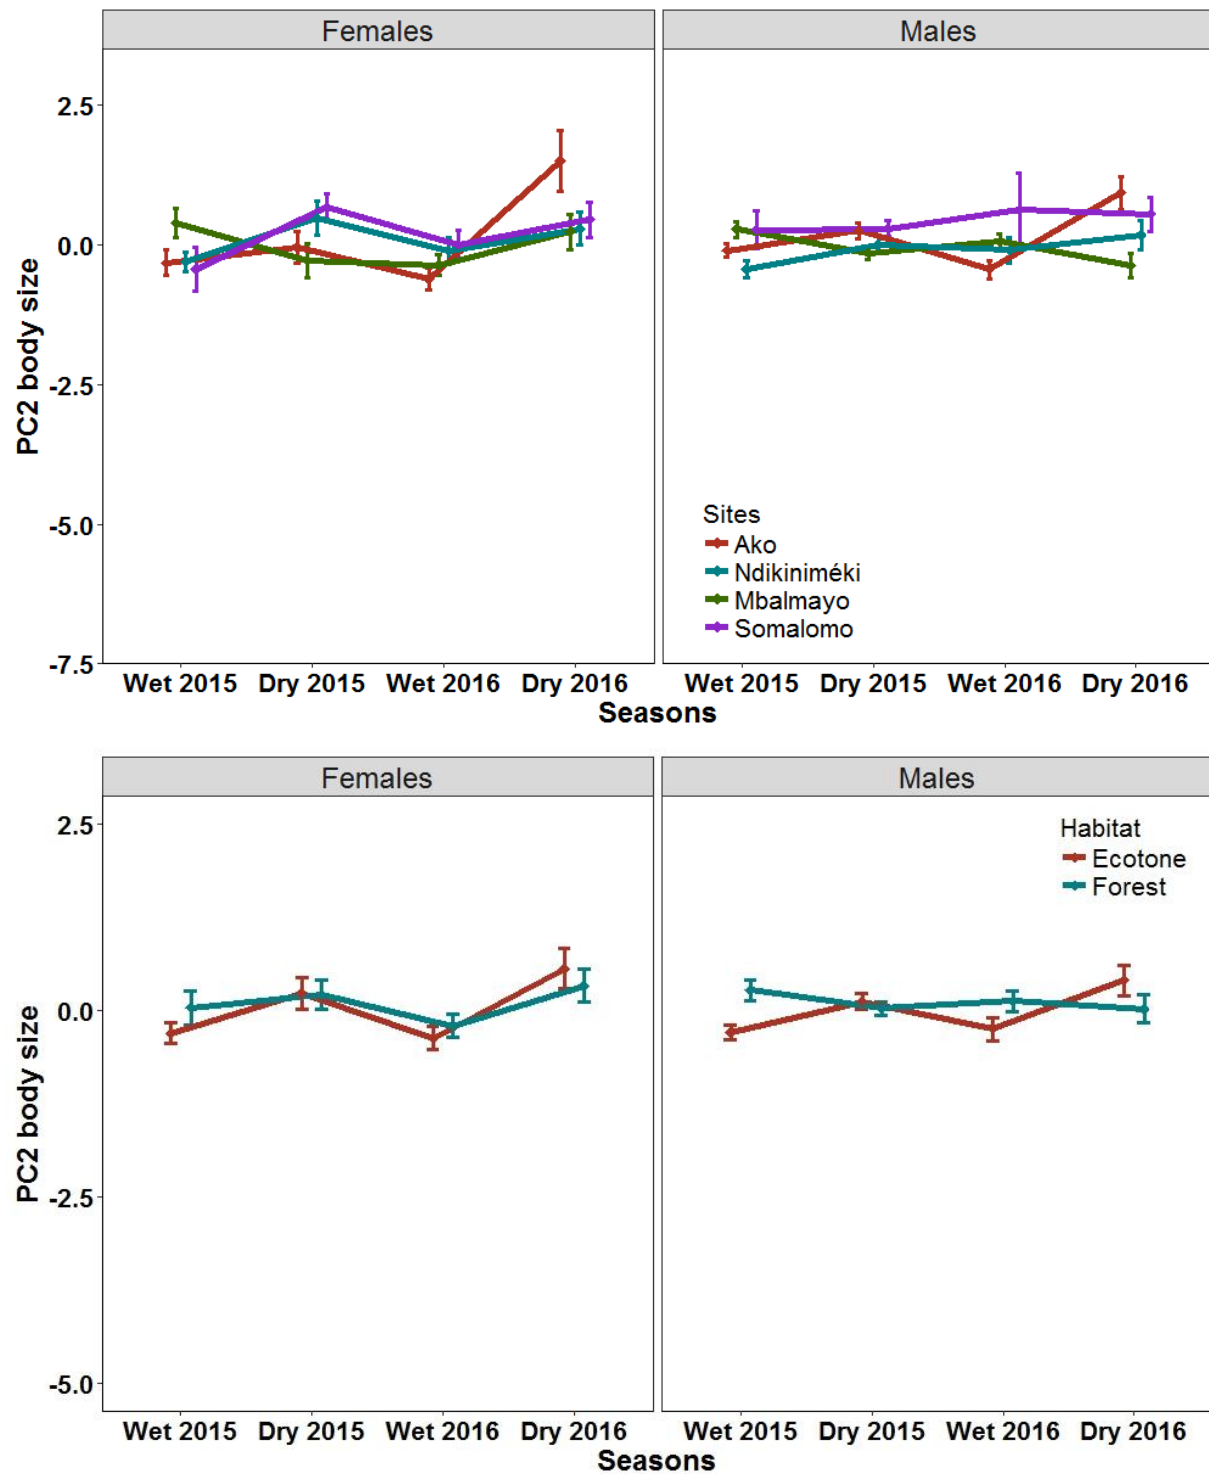 Females Males
2.5
0.0
-2.5
-5.0
-7.5
PC2 body size
Sites
Ako
Ndikiniméki
Mbalmayo
Somalomo
Wet 2015 Dry 2015 Wet 2016 Dry 2016 Wet 2015 Dry 2015 Wet 2016 Dry 2016
Seasons Seasons
Females Males
2.5
0.0
-2.5
-5.0
PC2 body size
Habitat
Ecotone
Forest
Wet 2015 Dry 2015 Wet 2016 Dry 2016 Wet 2015 Dry 2015 Wet 2016 Dry 2016
Seasons Seasons